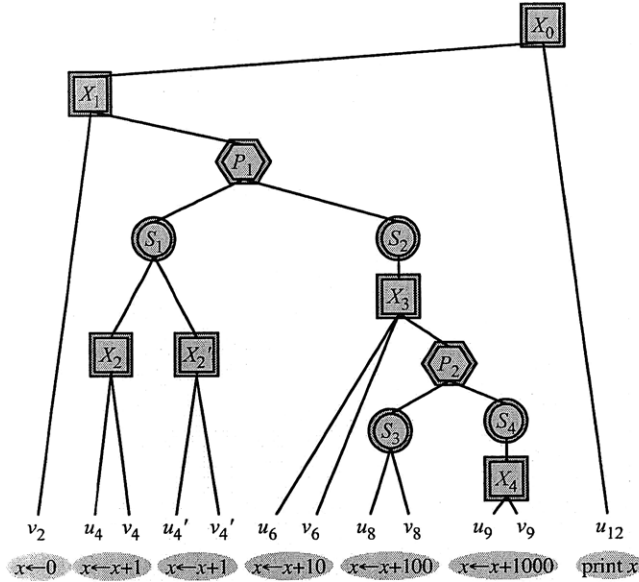 X₀
X₁
P₁
S₁ S₂
X₃
X₂ X₂′
P₂
S₃ S₄
X₄
v₂ u₄ v₄ u₄′ v₄′ u₆ v₆ u₈ v₈ u₉ v₉ u₁₂
x←0 x←x+1 x←x+1 x←x+10 x←x+100 x←x+1000 print x